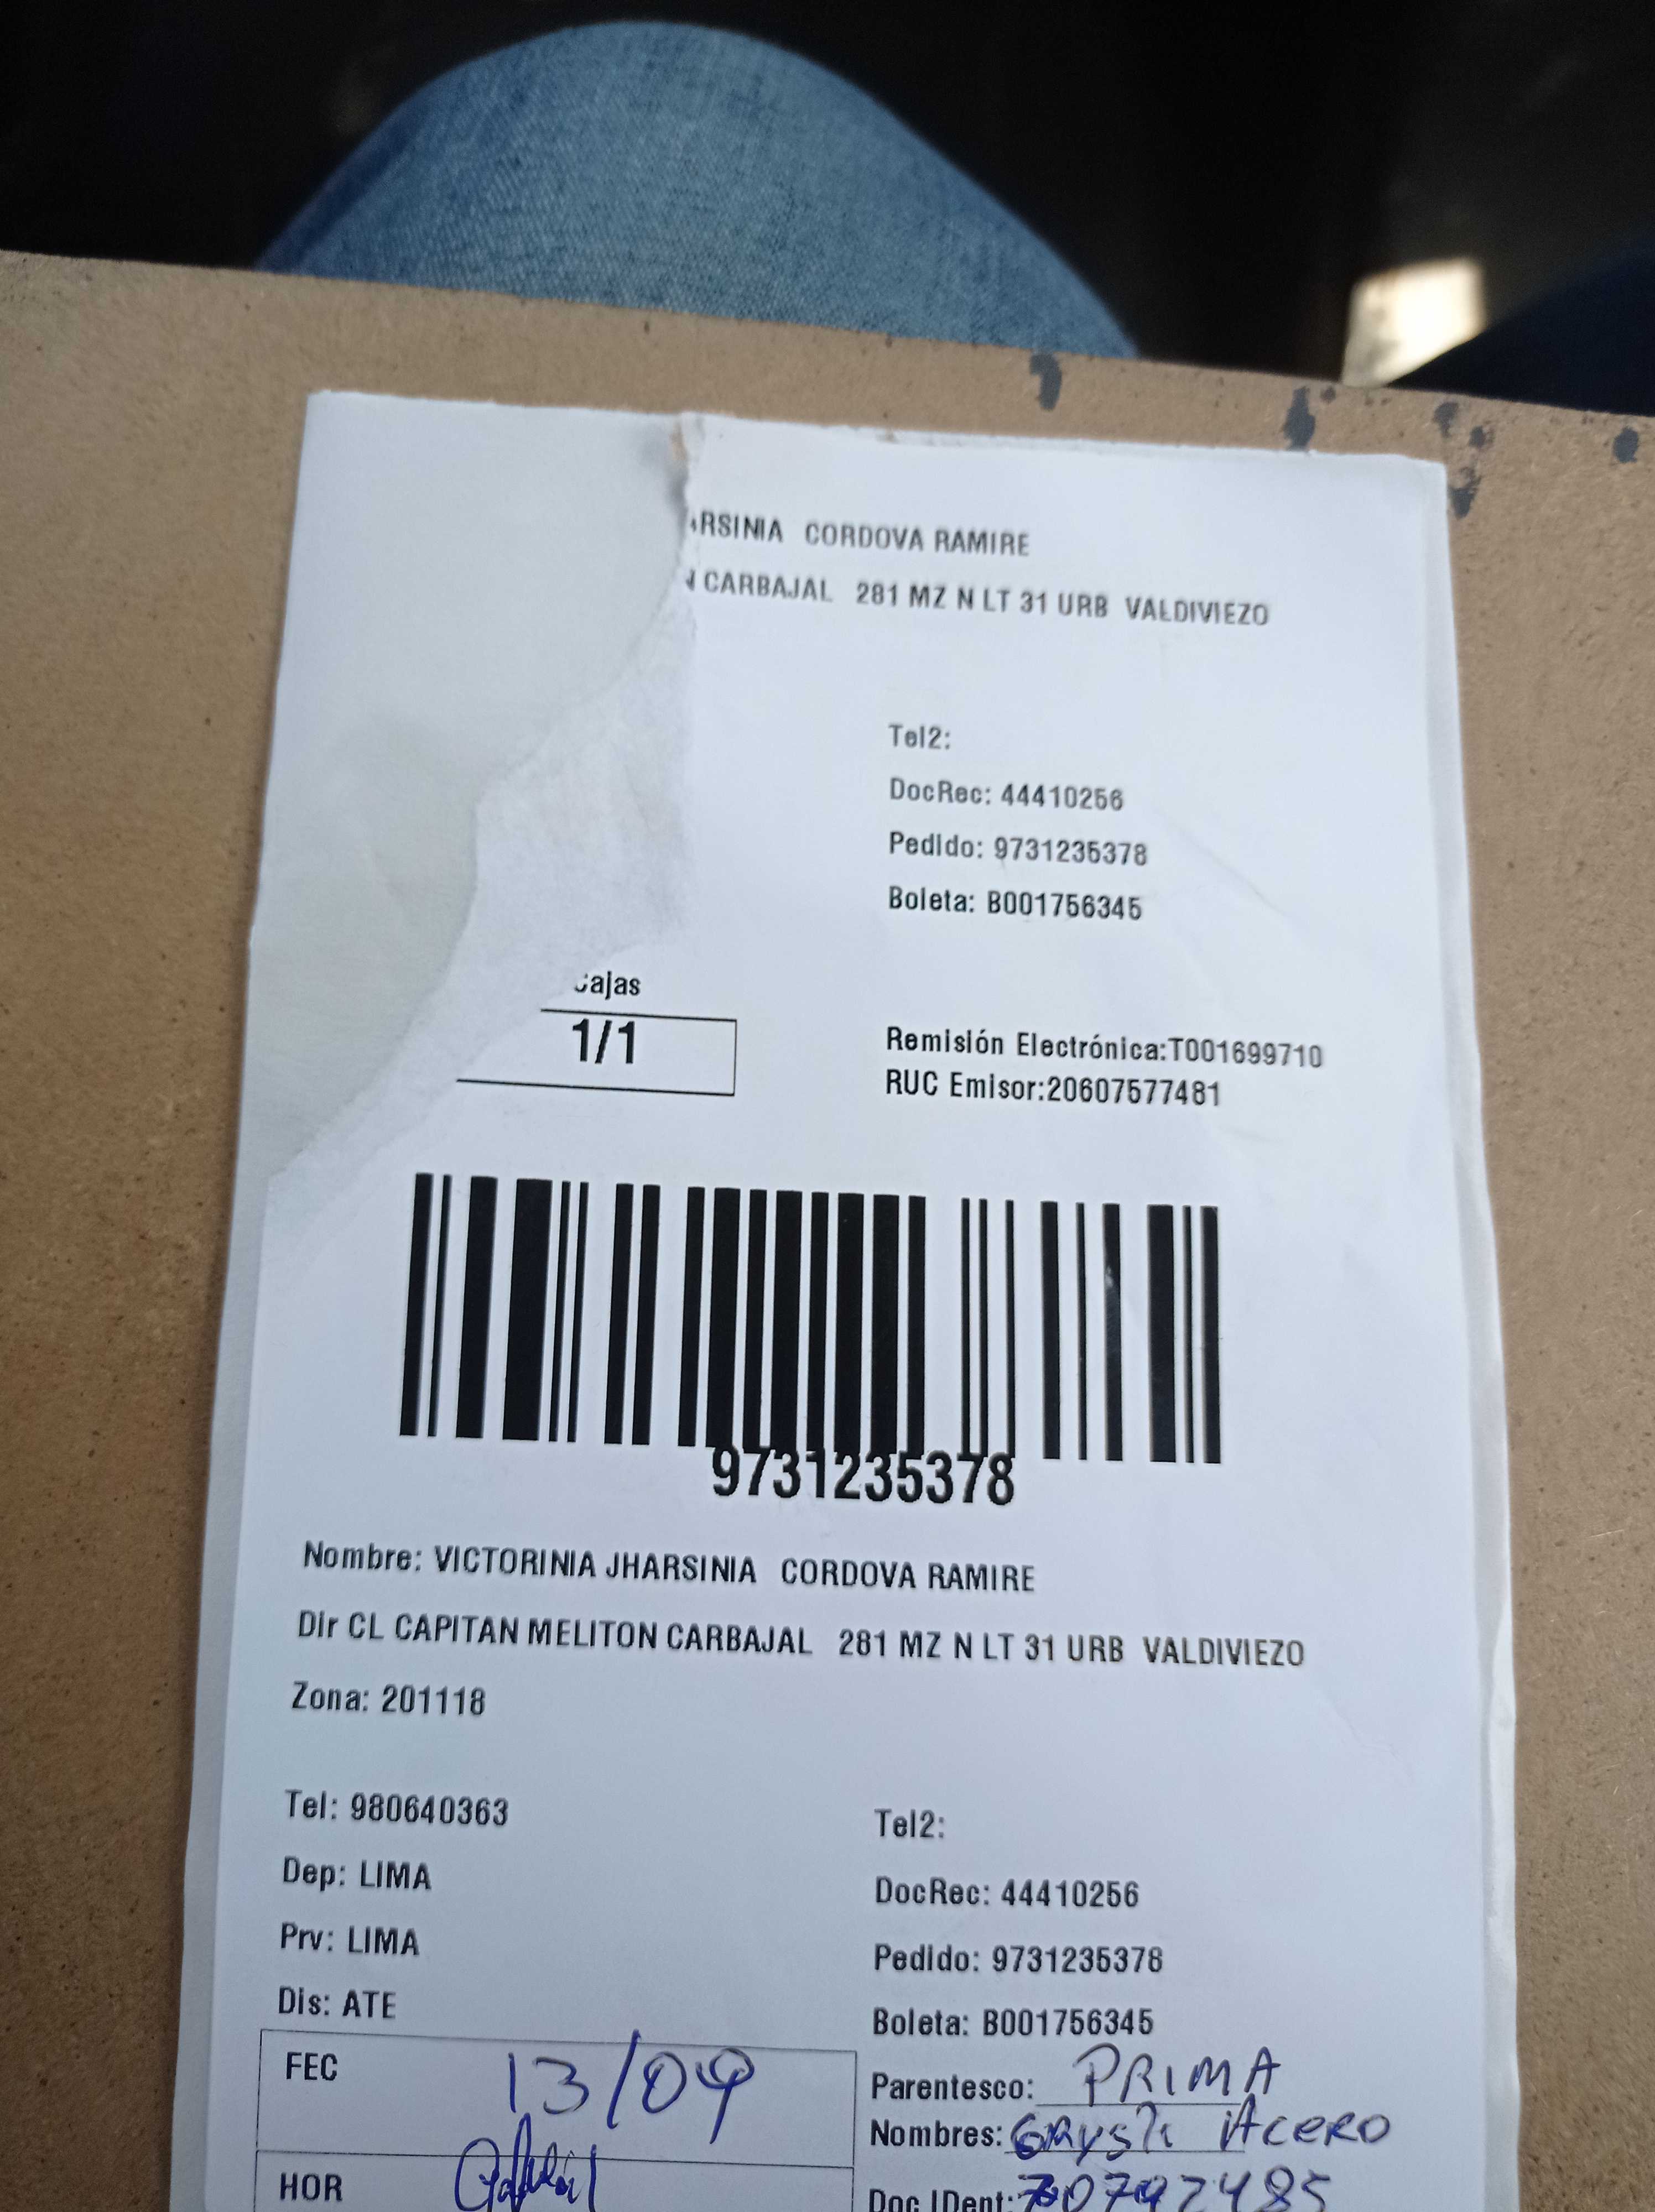 RSINIA CORDOVA RAMIRE
N CARBAJAL 281 MZ N LT 31 URB VALDIVIEZO
Tel2:
DocRec: 44410256
Pedido: 9731235378
Boleta: B001756345
cajas
1/1
Remisión Electrónica:T001699710
RUC Emisor:20607577481
9731235378
Nombre: VICTORINIA JHARSINIA CORDOVA RAMIRE
Dir CL CAPITAN MELITON CARBAJAL 281 MZ N LT 31 URB VALDIVIEZO
Zona: 201118
Tel: 980640363
Tel2:
Dep: LIMA
DocRec: 44410256
Prv: LIMA
Pedido: 9731235378
Dis: ATE
Boleta: B001756345
FEC 13/09
Parentesco: PRIMA
Nombres: Acero
HOR
Doc IDent: